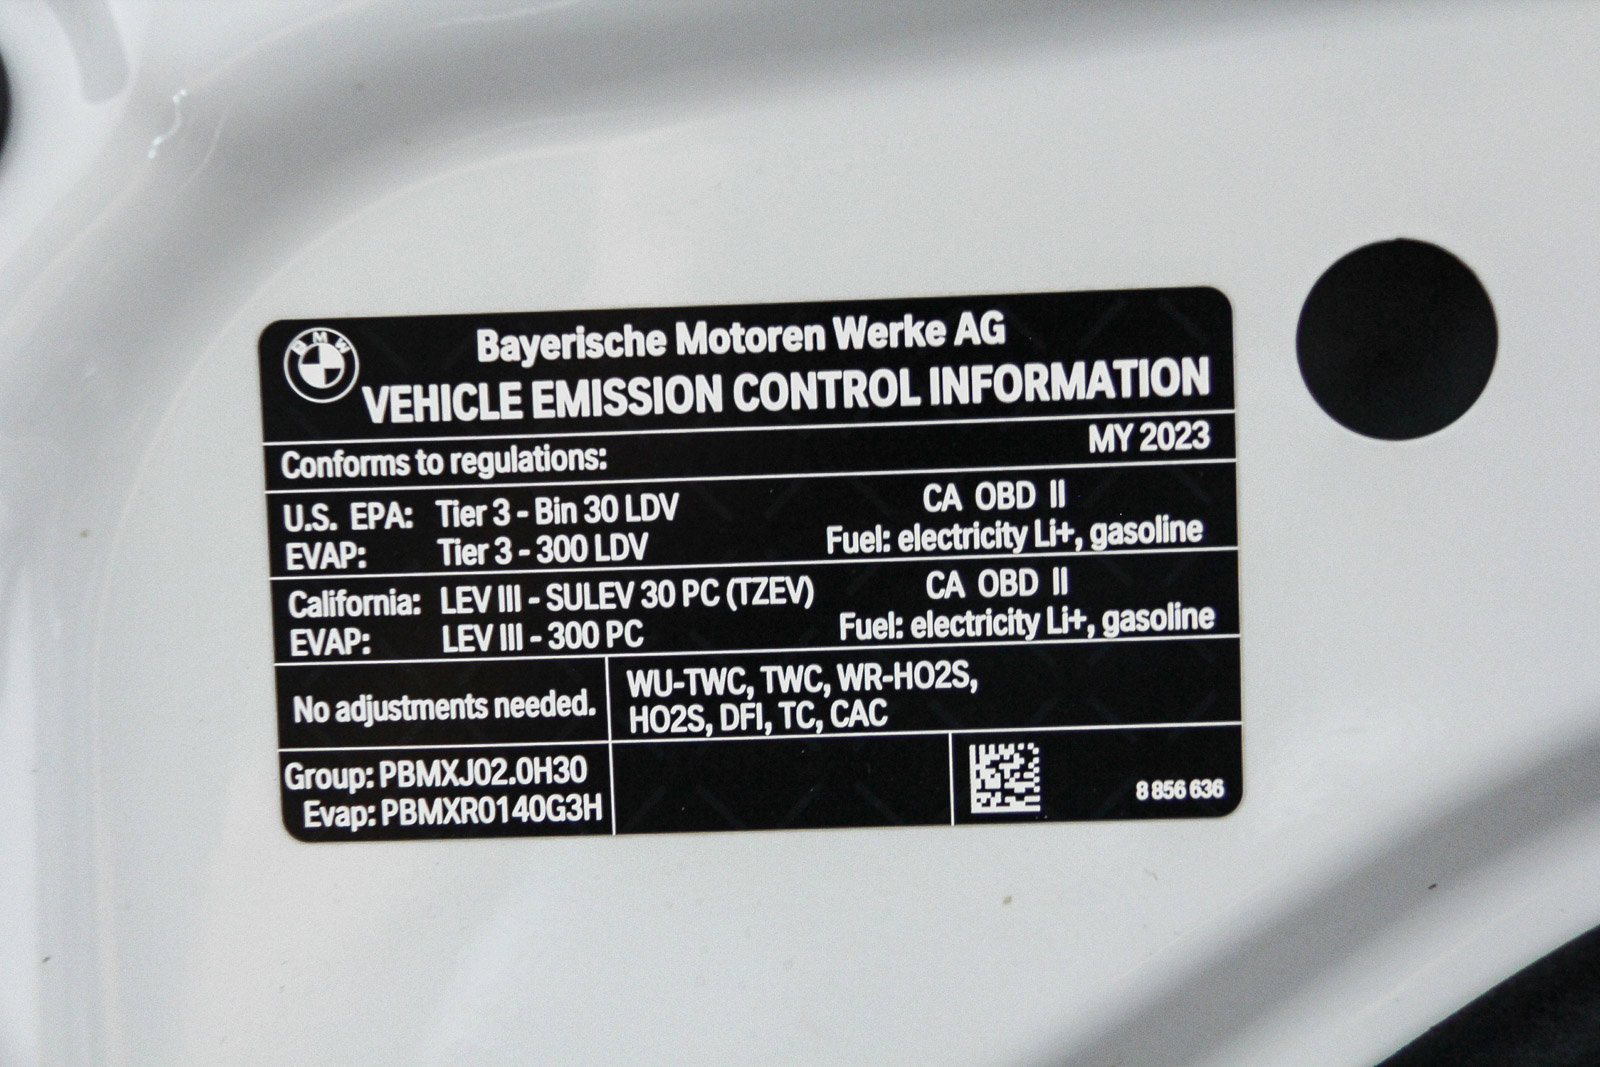 BMW
Bayerische Motoren Werke AG
VEHICLE EMISSION CONTROL INFORMATION
Conforms to regulations: MY 2023
U.S. EPA: Tier 3 - Bin 30 LDV CA OBD II
EVAP: Tier 3 - 300 LDV Fuel: electricity Li+, gasoline
California: LEV III - SULEV 30 PC (TZEV) CA OBD II
EVAP: LEV III - 300 PC Fuel: electricity Li+, gasoline
No adjustments needed.
WU-TWC, TWC, WR-HO2S,
HO2S, DFI, TC, CAC
Group: PBMXJ02.0H30
Evap: PBMXR0140G3H
8 856 636